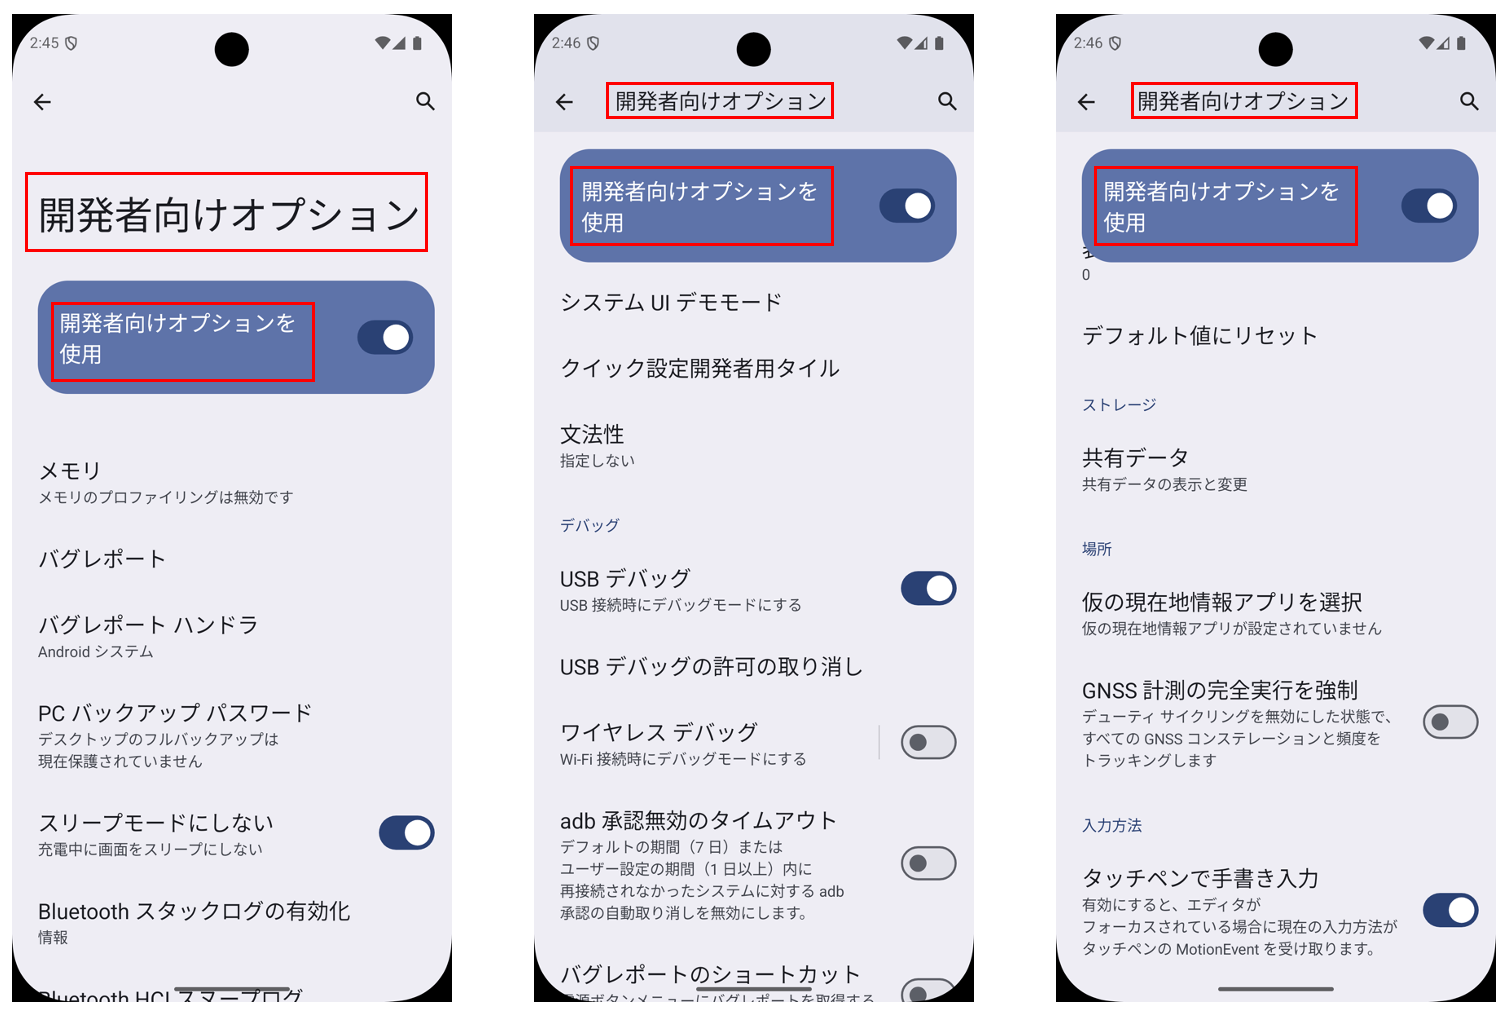 2:45
開発者向けオプション
開発者向けオプションを
使用
メモリ
メモリのプロファイリングは無効です
バグレポート
バグレポート ハンドラ
Android システム
PC バックアップ パスワード
デスクトップのフルバックアップは
現在保護されていません
スリープモードにしない
充電中に画面をスリープにしない
Bluetooth スタックログの有効化
情報
Bluetooth HCI スヌープログ
2:46
開発者向けオプション
開発者向けオプションを
使用
システム UI デモモード
クイック設定開発者用タイル
文法性
指定しない
デバッグ
USB デバッグ
USB 接続時にデバッグモードにする
USB デバッグの許可の取り消し
ワイヤレス デバッグ
Wi-Fi 接続時にデバッグモードにする
adb 承認無効のタイムアウト
デフォルトの期間（7 日）または
ユーザー設定の期間（1 日以上）内に
再接続されなかったシステムに対する adb
承認の自動取り消しを無効にします。
バグレポートのショートカット
電源ボタンメニューにバグレポートを取得する
2:46
開発者向けオプション
開発者向けオプションを
使用
0
デフォルト値にリセット
ストレージ
共有データ
共有データの表示と変更
場所
仮の現在地情報アプリを選択
仮の現在地情報アプリが設定されていません
GNSS 計測の完全実行を強制
デューティ サイクリングを無効にした状態で、
すべての GNSS コンステレーションと頻度を
トラッキングします
入力方法
タッチペンで手書き入力
有効にすると、エディタが
フォーカスされている場合に現在の入力方法が
タッチペンの MotionEvent を受け取ります。